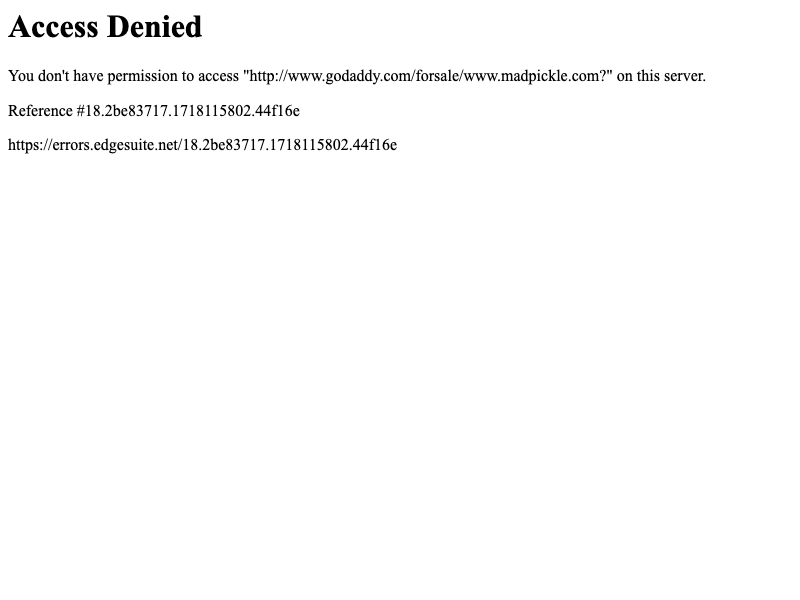 Access Denied
You don't have permission to access "http://www.godaddy.com/forsale/www.madpickle.com?" on this server.
Reference #18.2be83717.1718115802.44f16e
https://errors.edgesuite.net/18.2be83717.1718115802.44f16e